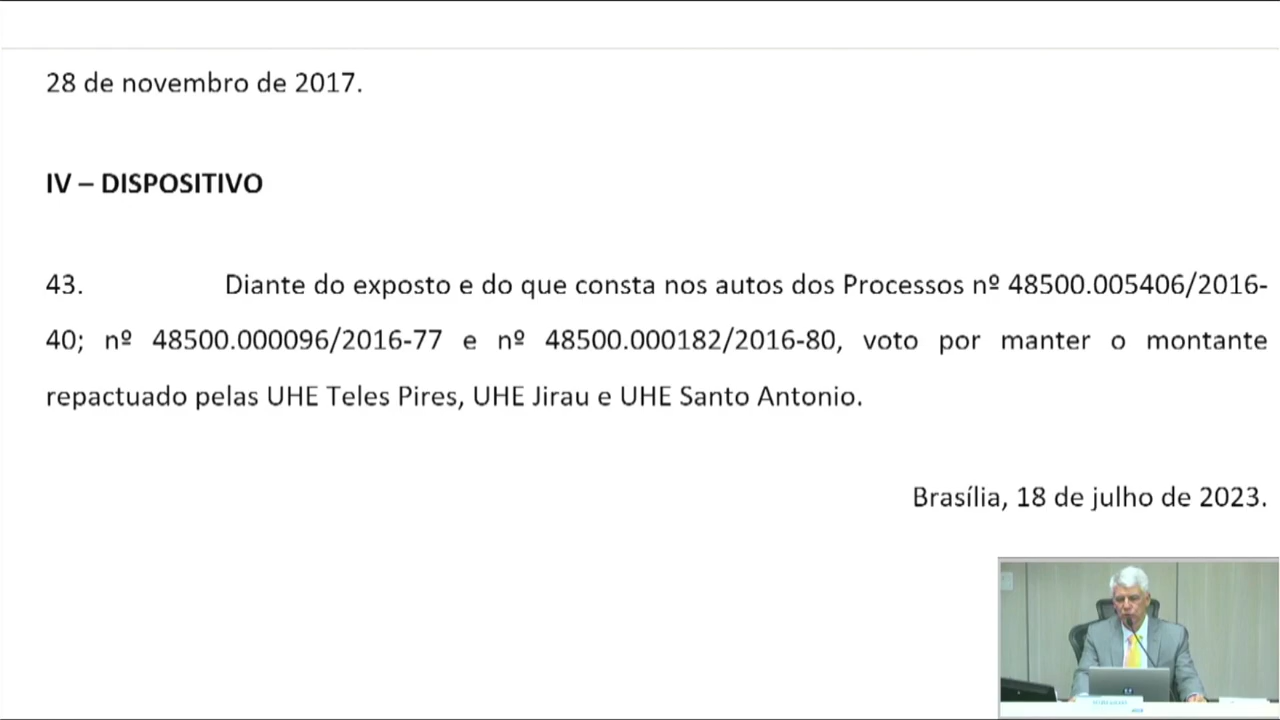 28 de novembro de 2017.
IV – DISPOSITIVO
43. Diante do exposto e do que consta nos autos dos Processos nº 48500.005406/2016-
40; nº 48500.000096/2016-77 e nº 48500.000182/2016-80, voto por manter o montante
repactuado pelas UHE Teles Pires, UHE Jirau e UHE Santo Antonio.
Brasília, 18 de julho de 2023.